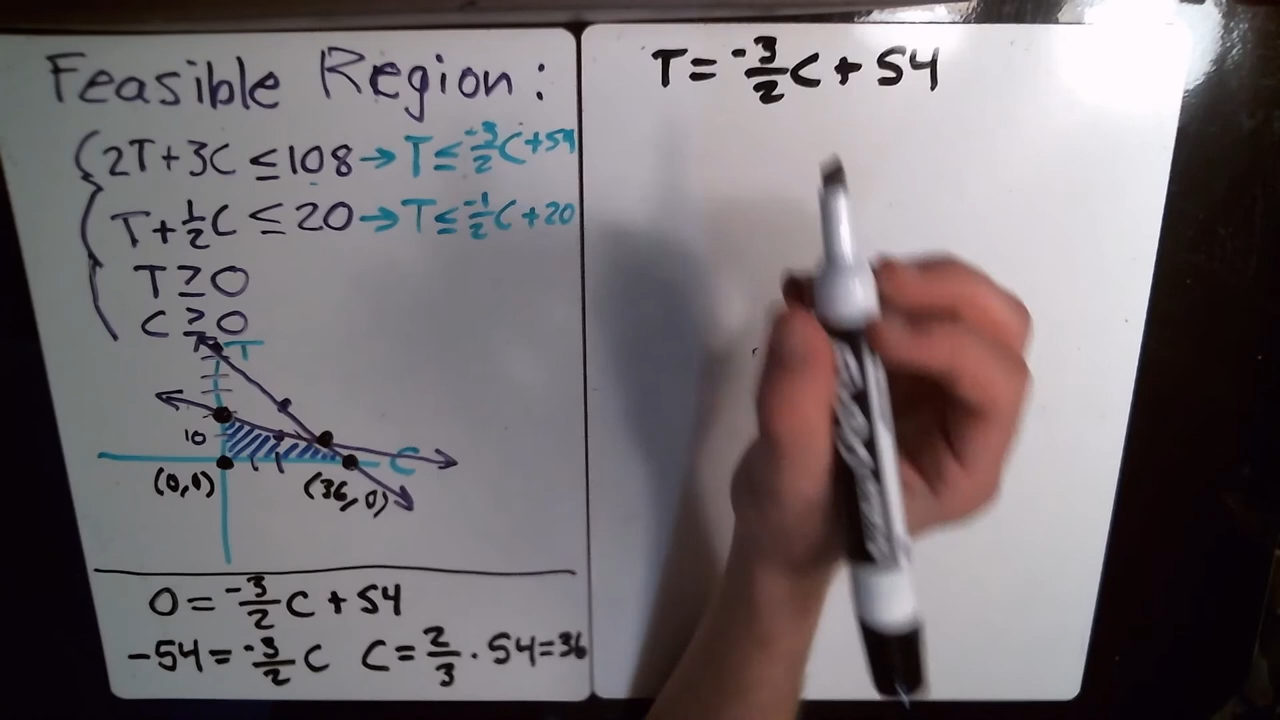 Feasible Region:
2T+3C ≤ 108 → T ≤ -3/2 C + 54
T + 1/2 C ≤ 20 → T ≤ -1/2 C + 20
T ≥ 0
C ≥ 0
T
10
C
(0,0)
(36,0)
0 = -3/2 C + 54
-54 = -3/2 C C = 2/3 · 54 = 36
T = -3/2 C + 54